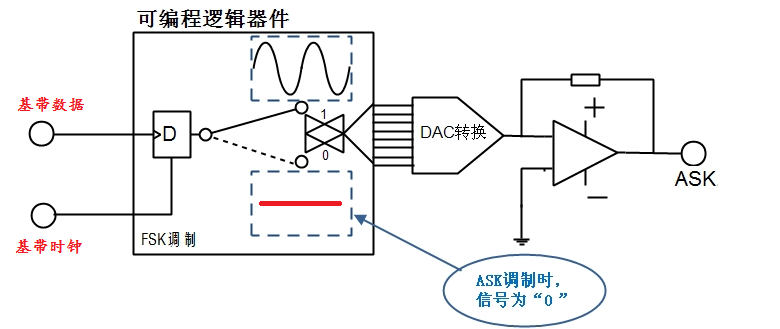 可编程逻辑器件
基带数据
1
D
DAC转换
0
ASK
基带时钟
FSK调制
ASK调制时，
信号为“0”